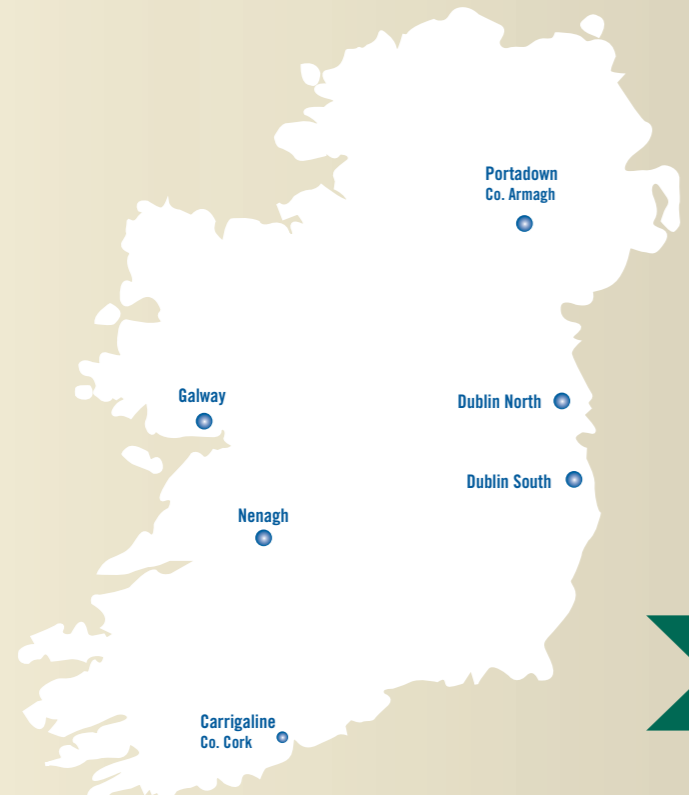 Portadown
Co. Armagh
Galway
Dublin North
Dublin South
Nenagh
Carrigaline
Co. Cork